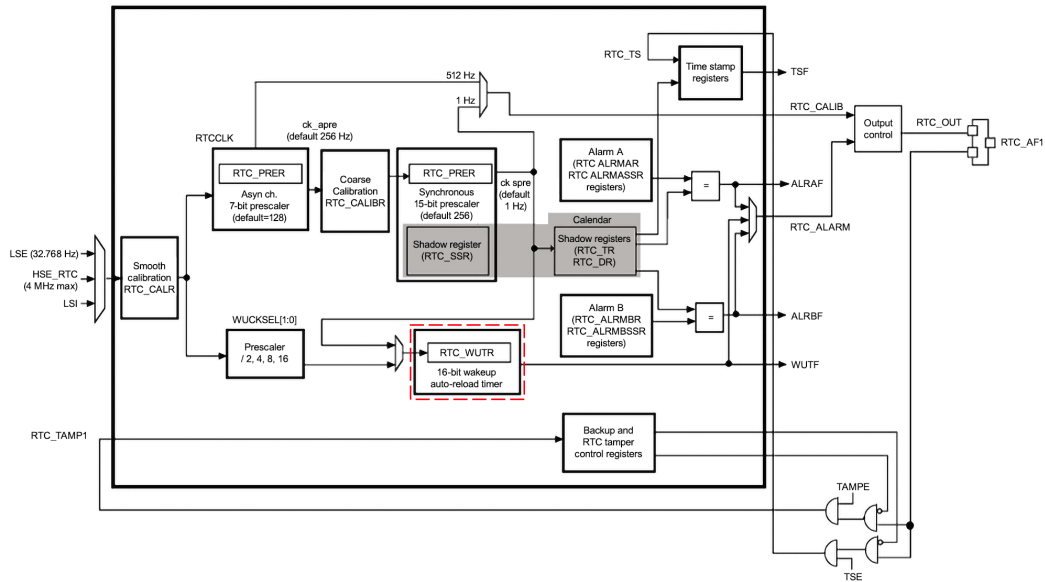 RTC_TS
Time stamp
registers
TSF
512 Hz
1 Hz
RTC_CALIB
Output
control
RTC_OUT
RTC_AF1
RTCCLK
ck_apre
(default 256 Hz)
RTC_PRER
Asyn ch.
7-bit prescaler
(default=128)
Coarse
Calibration
RTC_CALIBR
RTC_PRER
Synchronous
15-bit prescaler
(default 256)
ck spre
(default
1 Hz)
Alarm A
(RTC ALRMAR
RTC ALRMASSR
registers)
=
ALRAF
RTC_ALARM
Calendar
Shadow register
(RTC_SSR)
Shadow registers
(RTC_TR
RTC_DR)
LSE (32.768 Hz)
HSE_RTC
(4 MHz max)
LSI
Smooth
calibration
RTC_CALR
Alarm B
(RTC_ALRMBR
RTC_ALRMBSSR
registers)
=
ALRBF
WUCKSEL[1:0]
Prescaler
/ 2, 4, 8, 16
RTC_WUTR
16-bit wakeup
auto-reload timer
WUTF
RTC_TAMP1
Backup and
RTC tamper
control registers
TAMPE
TSE